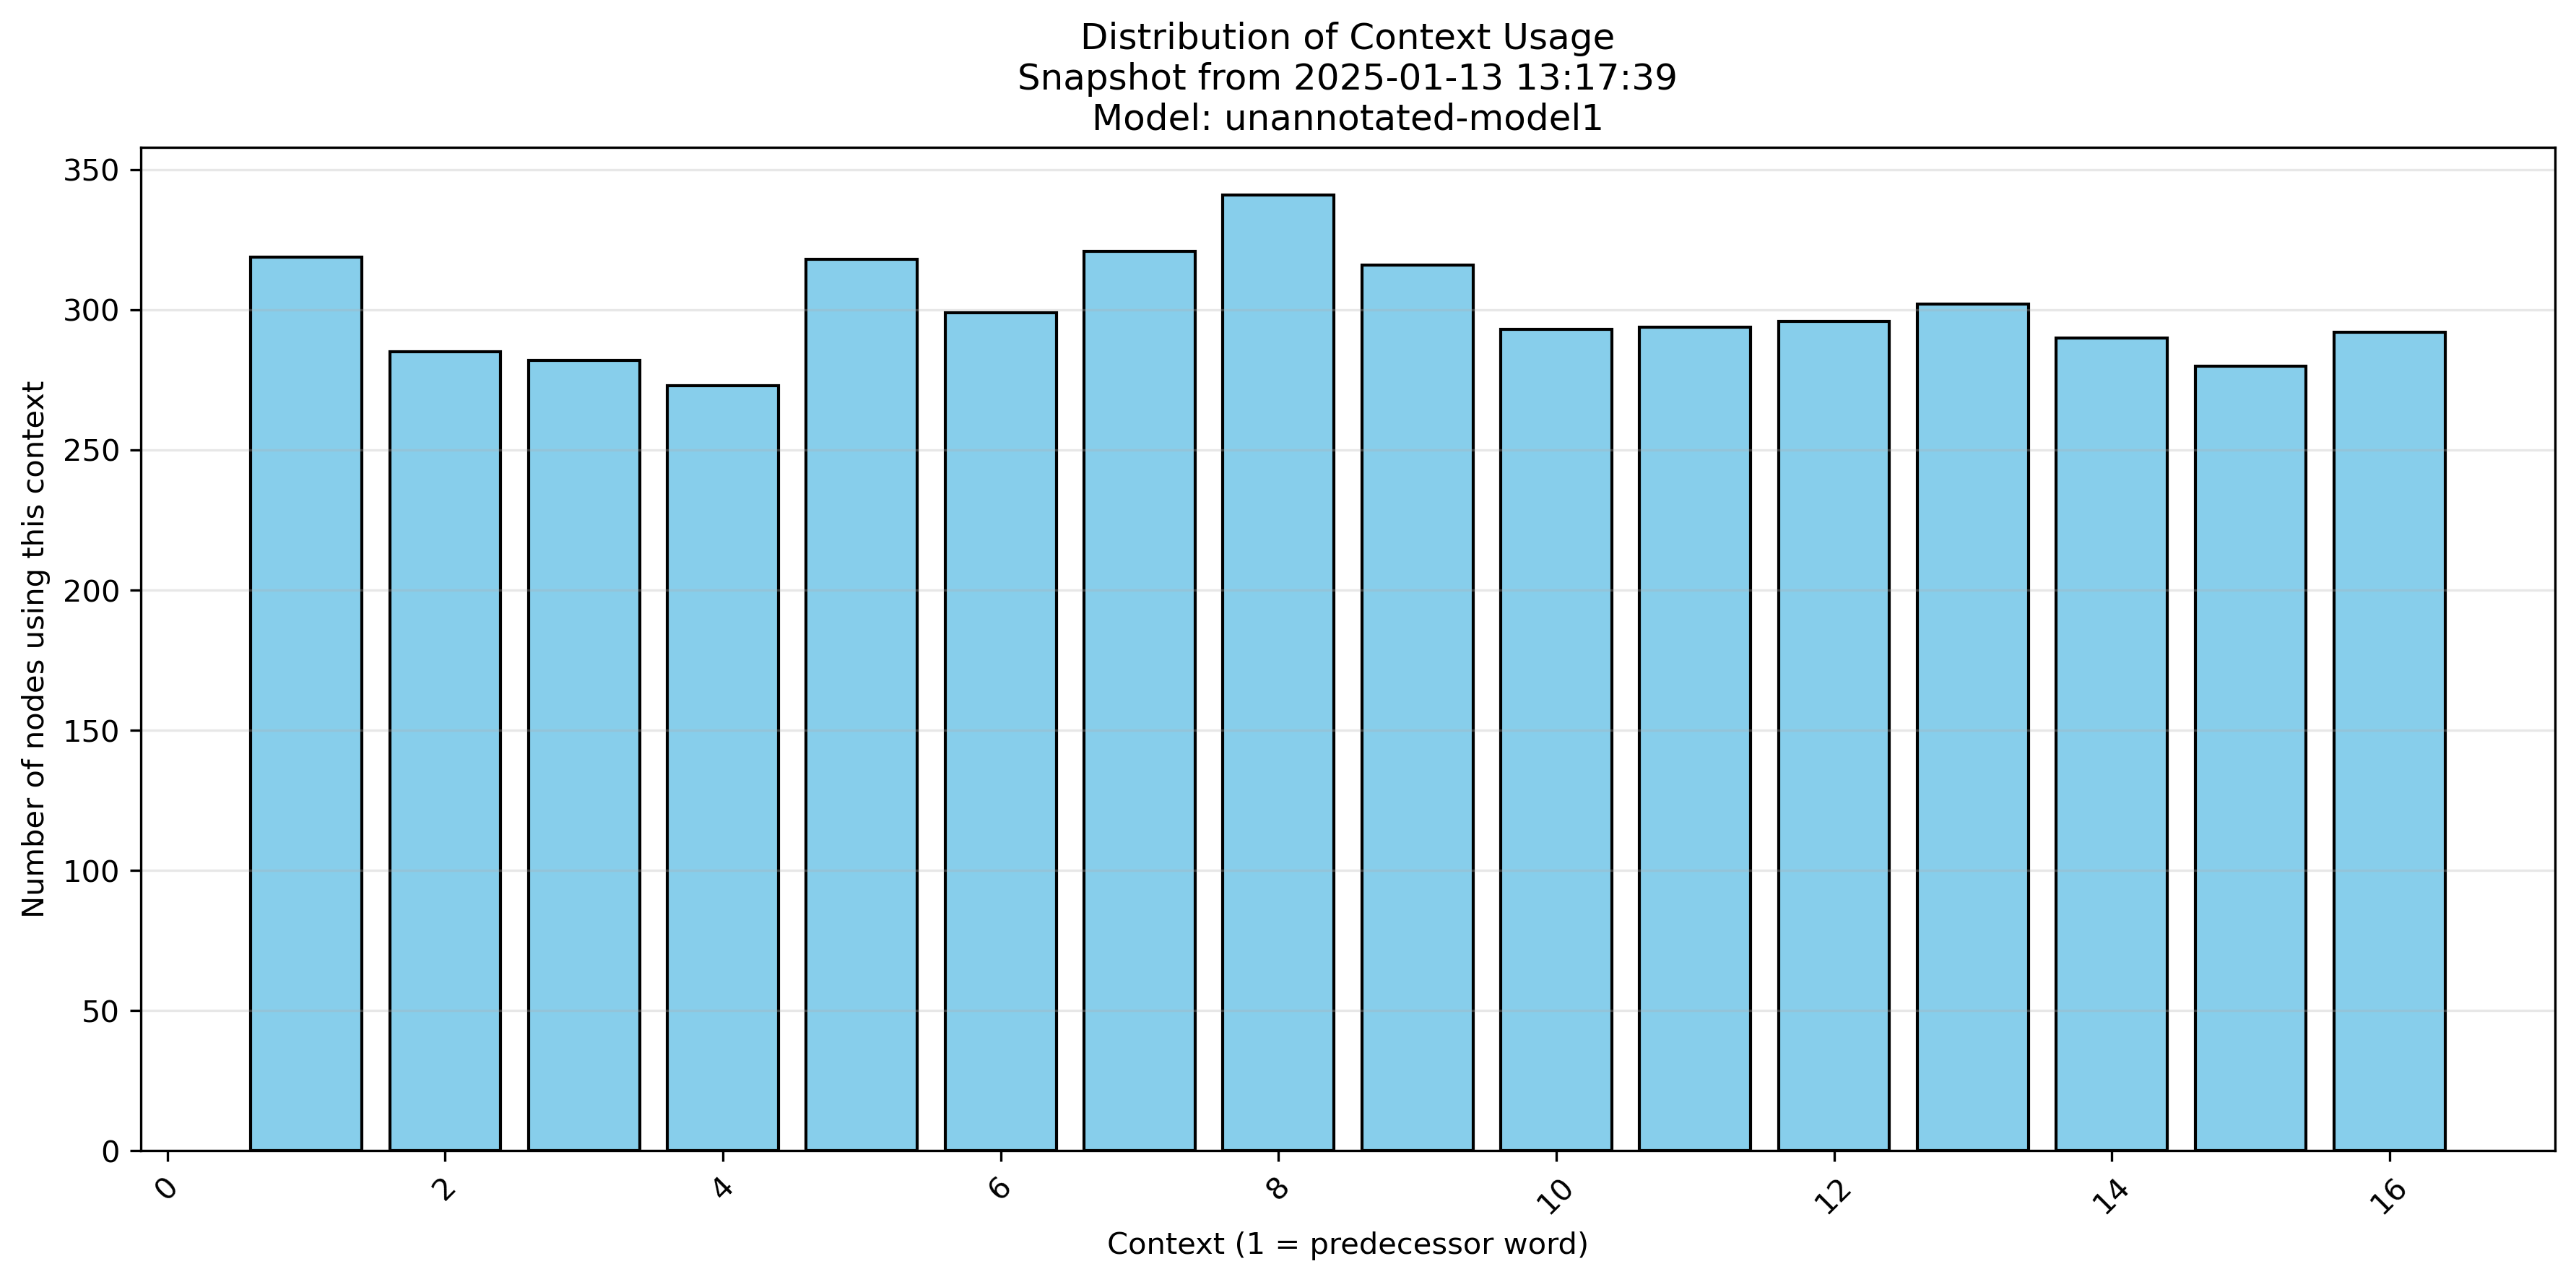 Distribution of Context Usage
Snapshot from 2025-01-13 13:17:39
Model: unannotated-model1
350
300
250
200
150
100
50
0
Number of nodes using this context
0 2 4 6 8 10 12 14 16
Context (1 = predecessor word)